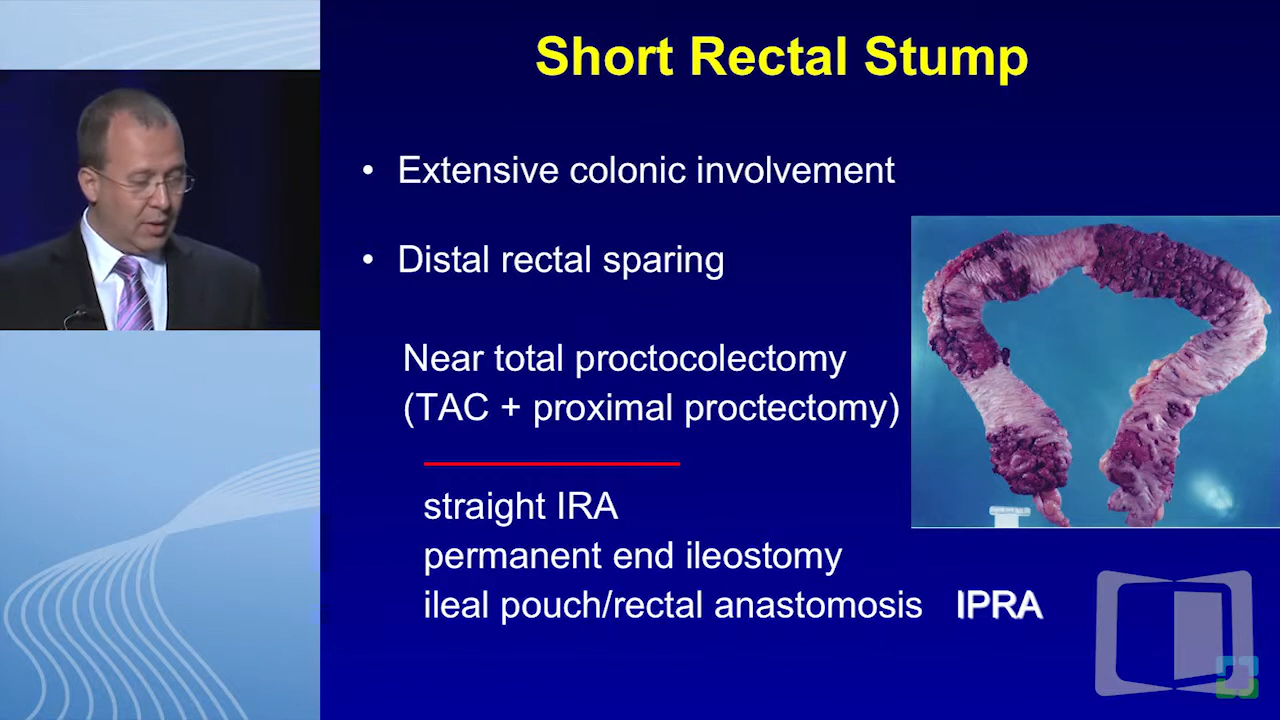 Short Rectal Stump
• Extensive colonic involvement
• Distal rectal sparing
Near total proctocolectomy
(TAC + proximal proctectomy)
straight IRA
permanent end ileostomy
ileal pouch/rectal anastomosis IPRA